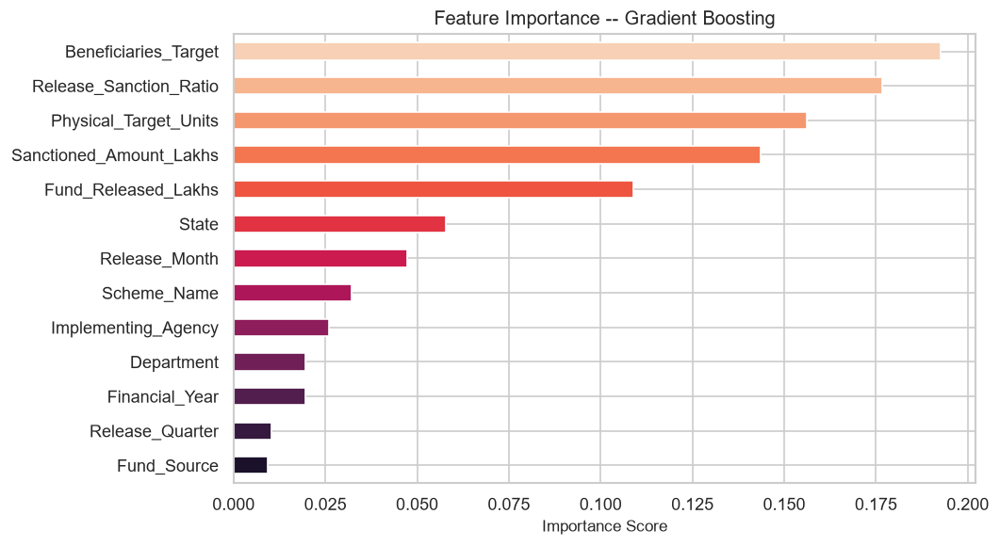 Feature Importance -- Gradient Boosting
Beneficiaries_Target
Release_Sanction_Ratio
Physical_Target_Units
Sanctioned_Amount_Lakhs
Fund_Released_Lakhs
State
Release_Month
Scheme_Name
Implementing_Agency
Department
Financial_Year
Release_Quarter
Fund_Source
0.000 0.025 0.050 0.075 0.100 0.125 0.150 0.175 0.200
Importance Score